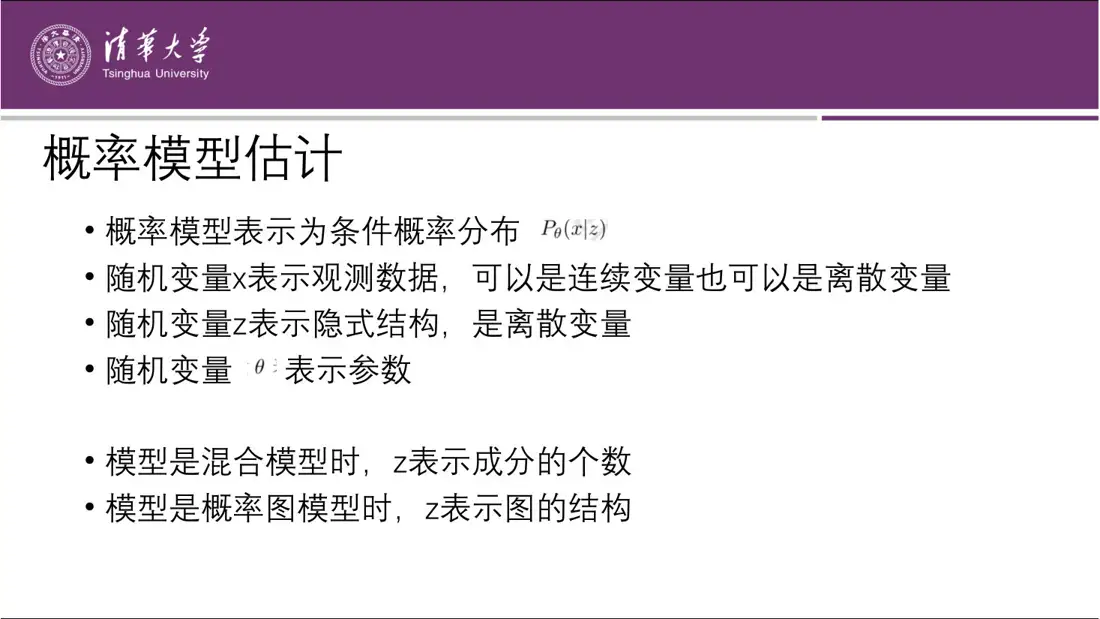 清华大学
Tsinghua University
概率模型估计
• 概率模型表示为条件概率分布 Pθ(x|z)
• 随机变量x表示观测数据，可以是连续变量也可以是离散变量
• 随机变量z表示隐式结构，是离散变量
• 随机变量 θ 表示参数
• 模型是混合模型时，z表示成分的个数
• 模型是概率图模型时，z表示图的结构